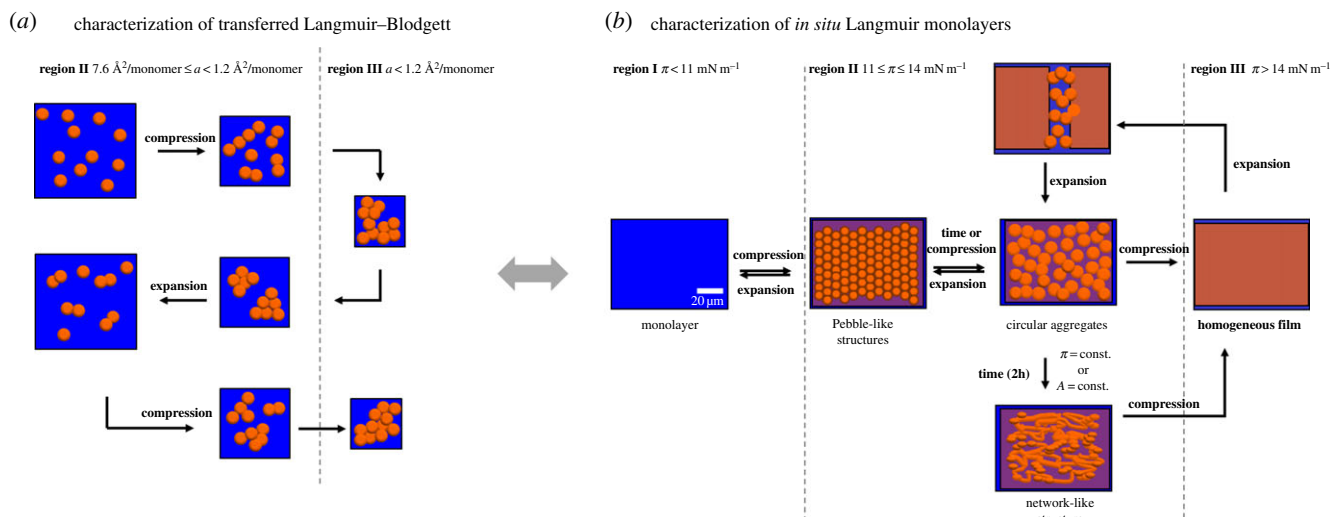 (a) characterization of transferred Langmuir–Blodgett
region II 7.6 Å²/monomer ≤ a < 1.2 Å²/monomer
region III a < 1.2 Å²/monomer
compression
expansion
compression
(b) characterization of in situ Langmuir monolayers
region I π < 11 mN m⁻¹
region II 11 ≤ π ≤ 14 mN m⁻¹
region III π > 14 mN m⁻¹
expansion
expansion
compression
expansion
20 µm
monolayer
Pebble-like
structures
time or
compression
expansion
circular aggregates
compression
homogeneous film
time (2h)
π = const.
or
A = const.
compression
network-like